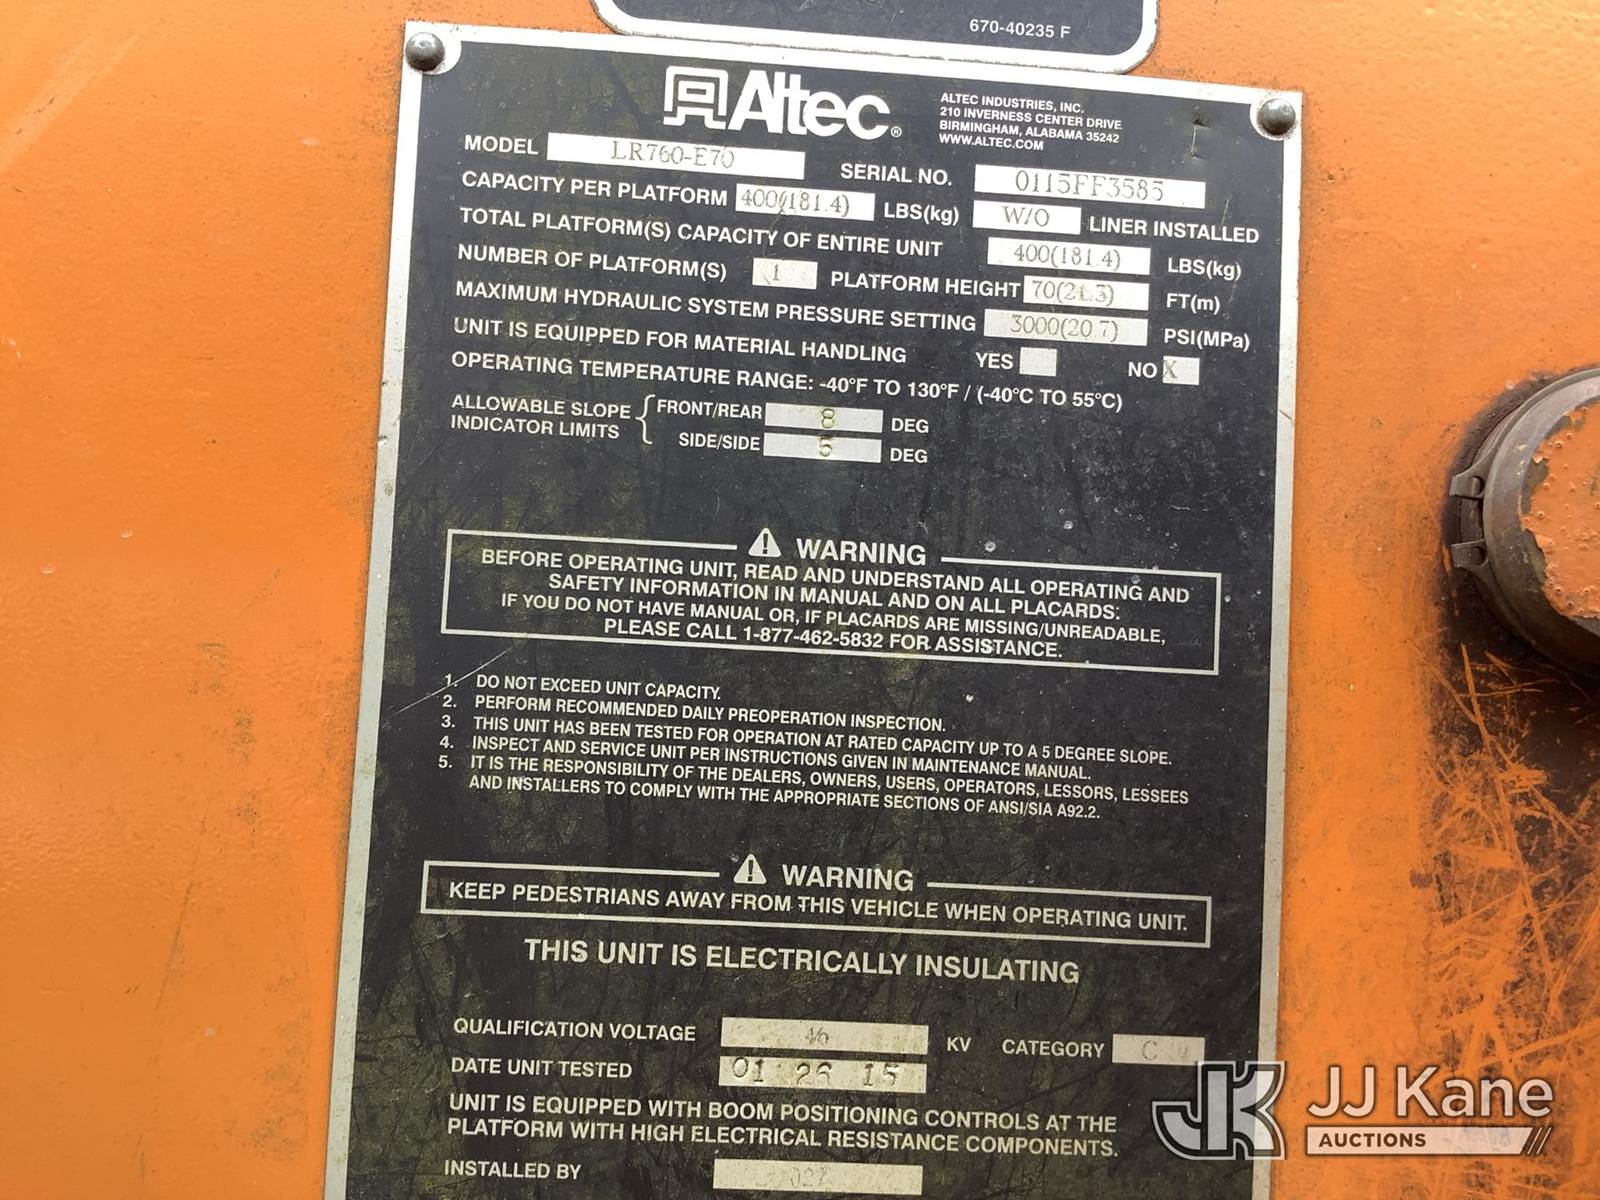 670-40235 F
Altec®
ALTEC INDUSTRIES, INC.
210 INVERNESS CENTER DRIVE
BIRMINGHAM, ALABAMA 35242
WWW.ALTEC.COM
MODEL LR760-E70 SERIAL NO. 0115FF3585
CAPACITY PER PLATFORM 400(181.4) LBS(kg) W/O LINER INSTALLED
TOTAL PLATFORM(S) CAPACITY OF ENTIRE UNIT 400(181.4) LBS(kg)
NUMBER OF PLATFORM(S) 1 PLATFORM HEIGHT 70(21.3) FT(m)
MAXIMUM HYDRAULIC SYSTEM PRESSURE SETTING 3000(20.7) PSI(MPa)
UNIT IS EQUIPPED FOR MATERIAL HANDLING YES NO X
OPERATING TEMPERATURE RANGE: -40°F TO 130°F / (-40°C TO 55°C)
ALLOWABLE SLOPE FRONT/REAR 8 DEG
INDICATOR LIMITS SIDE/SIDE 5 DEG
WARNING
BEFORE OPERATING UNIT, READ AND UNDERSTAND ALL OPERATING AND
SAFETY INFORMATION IN MANUAL AND ON ALL PLACARDS.
IF YOU DO NOT HAVE MANUAL OR, IF PLACARDS ARE MISSING/UNREADABLE,
PLEASE CALL 1-877-462-5832 FOR ASSISTANCE.
1. DO NOT EXCEED UNIT CAPACITY.
2. PERFORM RECOMMENDED DAILY PREOPERATION INSPECTION.
3. THIS UNIT HAS BEEN TESTED FOR OPERATION AT RATED CAPACITY UP TO A 5 DEGREE SLOPE.
4. INSPECT AND SERVICE UNIT PER INSTRUCTIONS GIVEN IN MAINTENANCE MANUAL.
5. IT IS THE RESPONSIBILITY OF THE DEALERS, OWNERS, USERS, OPERATORS, LESSORS, LESSEES
AND INSTALLERS TO COMPLY WITH THE APPROPRIATE SECTIONS OF ANSI/SIA A92.2.
WARNING
KEEP PEDESTRIANS AWAY FROM THIS VEHICLE WHEN OPERATING UNIT.
THIS UNIT IS ELECTRICALLY INSULATING
QUALIFICATION VOLTAGE 46 KV CATEGORY C
DATE UNIT TESTED 01 26 15
UNIT IS EQUIPPED WITH BOOM POSITIONING CONTROLS AT THE
PLATFORM WITH HIGH ELECTRICAL RESISTANCE COMPONENTS.
INSTALLED BY
JK JJ Kane
AUCTIONS